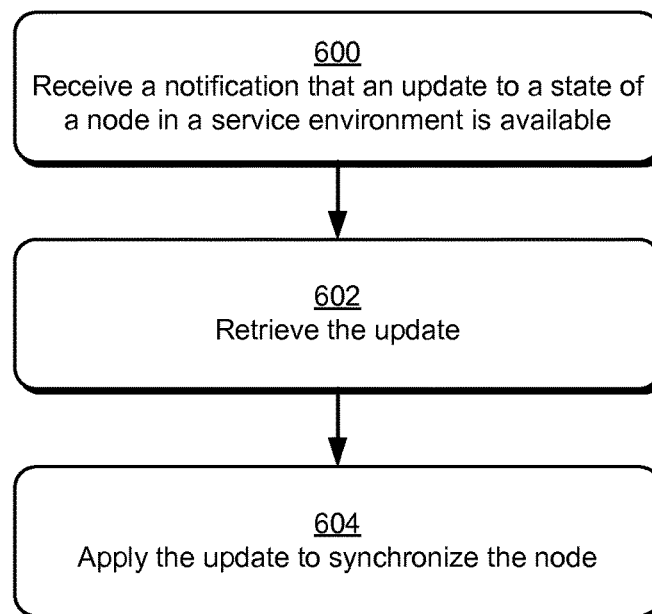 600
Receive a notification that an update to a state of
a node in a service environment is available
602
Retrieve the update
604
Apply the update to synchronize the node